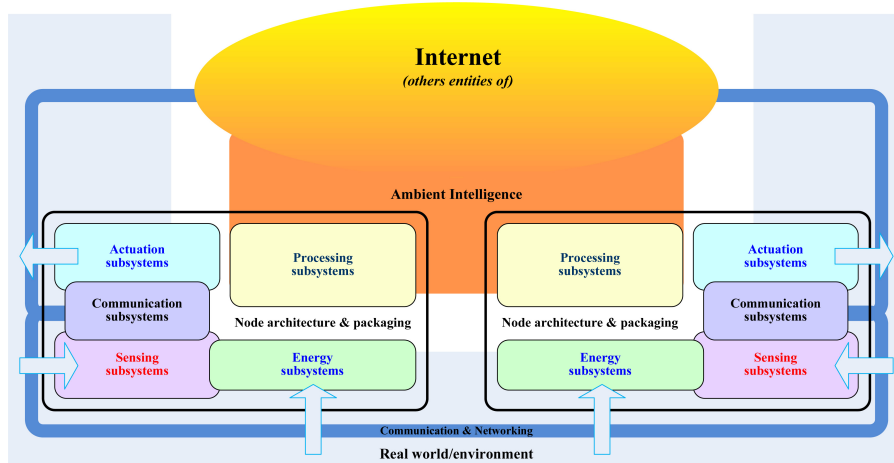 Internet
(others entities of)
Ambient Intelligence
Actuation
subsystems
Processing
subsystems
Communication
subsystems
Node architecture & packaging
Sensing
subsystems
Energy
subsystems
Processing
subsystems
Actuation
subsystems
Communication
subsystems
Node architecture & packaging
Energy
subsystems
Sensing
subsystems
Communication & Networking
Real world/environment